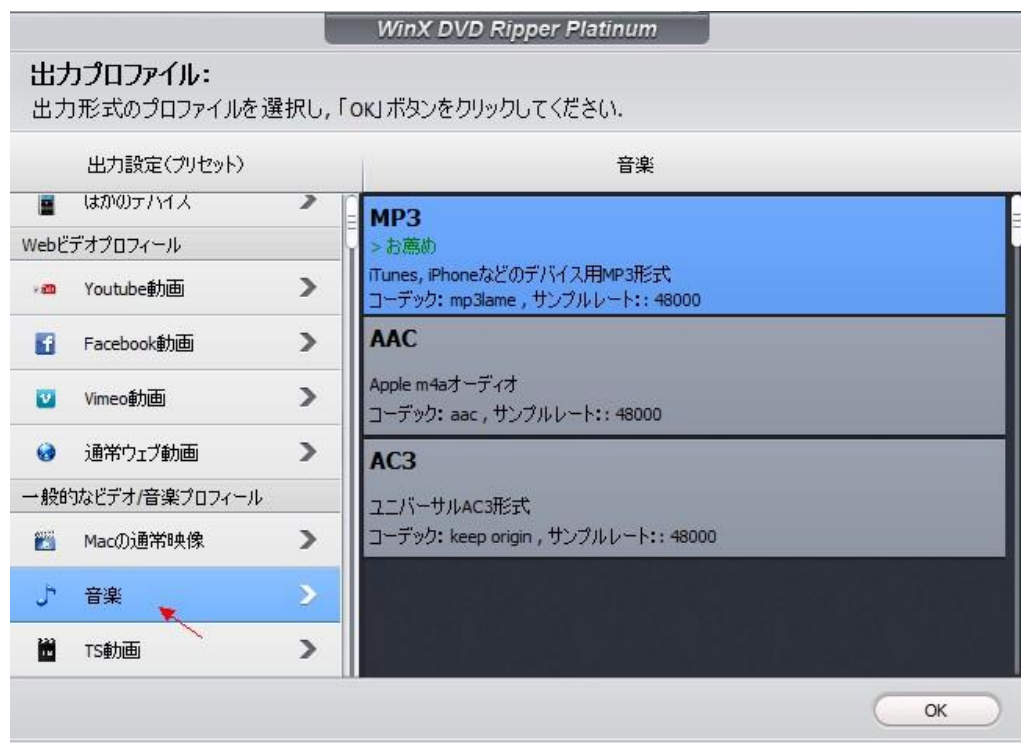 WinX DVD Ripper Platinum
出力プロファイル:
出力形式のプロファイルを選択し,「OK」ボタンをクリックしてください.
出力設定(プリセット)
音楽
ほかのデバイス
Webビデオプロフィール
Youtube動画
Facebook動画
Vimeo動画
通常ウェブ動画
一般的なビデオ/音楽プロフィール
Macの通常映像
音楽
TS動画
MP3
>お薦め
iTunes, iPhoneなどのデバイス用MP3形式
コーデック: mp3lame , サンプルレート:: 48000
AAC
Apple m4aオーディオ
コーデック: aac , サンプルレート:: 48000
AC3
ユニバーサルAC3形式
コーデック: keep origin , サンプルレート:: 48000
OK